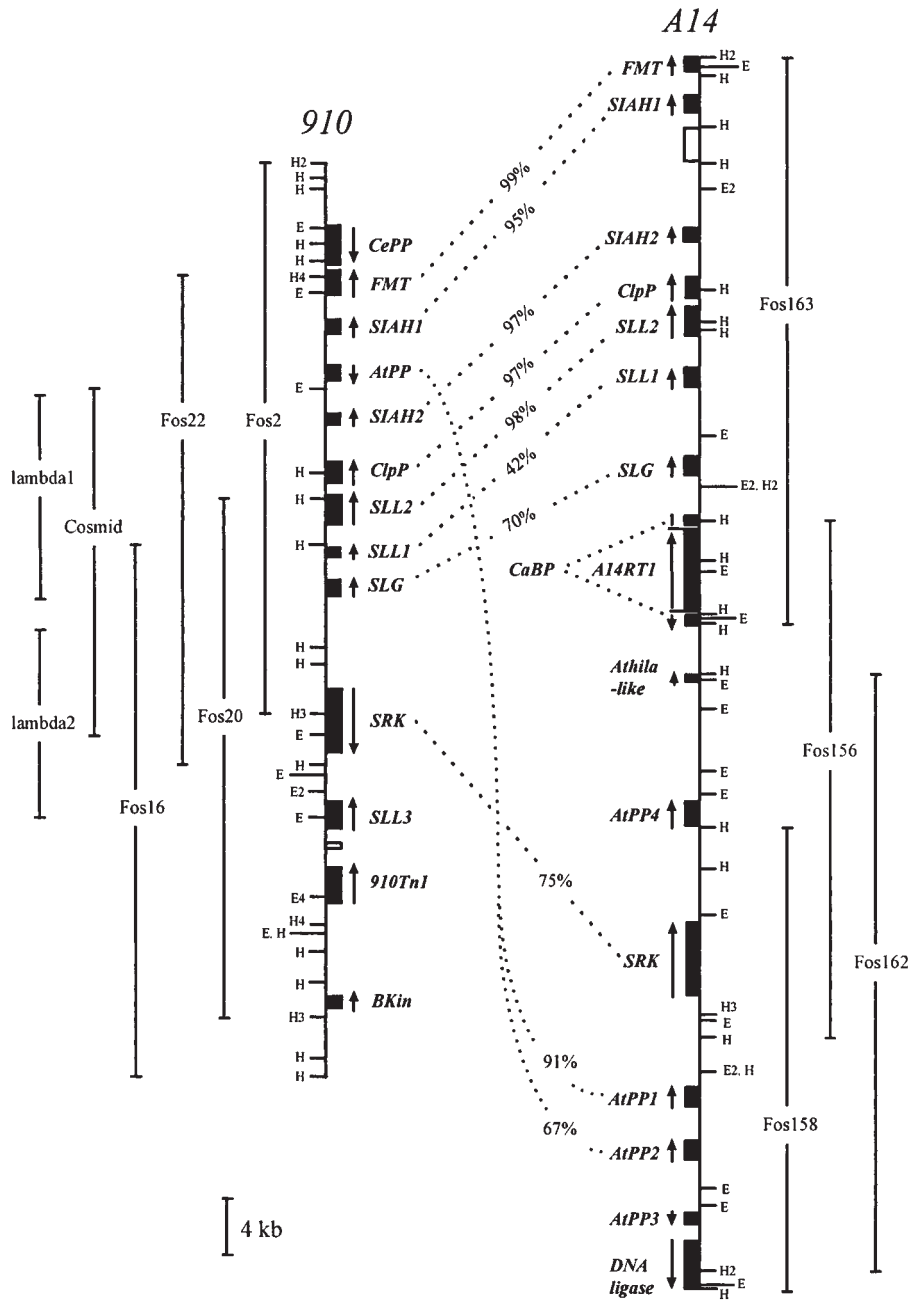 910
H2
H
H
E
H
H
H4
E
E
H
H
H
H
H
H3
E
H
E
E2
E
E4
H4
E. H
H
H
H3
H
H
CePP
FMT
SIAH1
AtPP
SIAH2
ClpP
SLL2
SLL1
SLG
SRK
SLL3
910Tn1
BKin
lambda1
lambda2
Cosmid
Fos16
Fos22
Fos20
Fos2
4 kb
99%
95%
97%
97%
98%
42%
70%
75%
91%
67%
A14
FMT
SIAH1
SIAH2
ClpP
SLL2
SLL1
SLG
CaBP
A14RT1
Athila
-like
AtPP4
SRK
AtPP1
AtPP2
AtPP3
DNA
ligase
H2
E
H
H
H
E2
H
H
H
E
E2. H2
H
H
E
H
E
H
H
E
E
E
E
H
H
E
H3
E
H
E2. H
E
E
H2
E
H
Fos163
Fos156
Fos162
Fos158